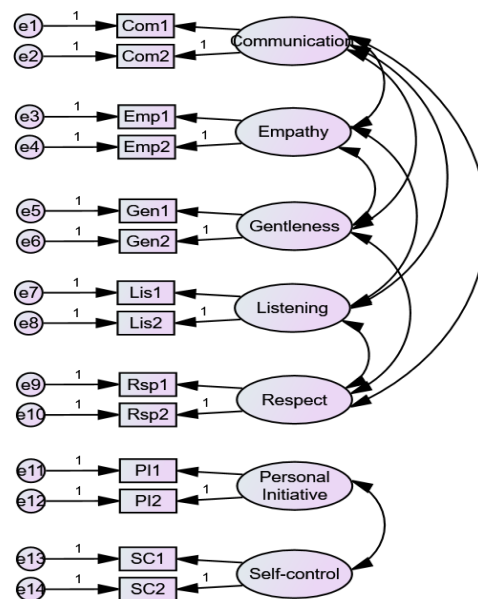 e1 1 Com1
Communication
e2 1 Com2 1
e3 1 Emp1
Empathy
e4 1 Emp2 1
e5 1 Gen1
Gentleness
e6 1 Gen2 1
e7 1 Lis1
Listening
e8 1 Lis2 1
e9 1 Rsp1
Respect
e10 1 Rsp2 1
e11 1 PI1
Personal
Initiative
e12 1 PI2 1
e13 1 SC1
Self-control
e14 1 SC2 1